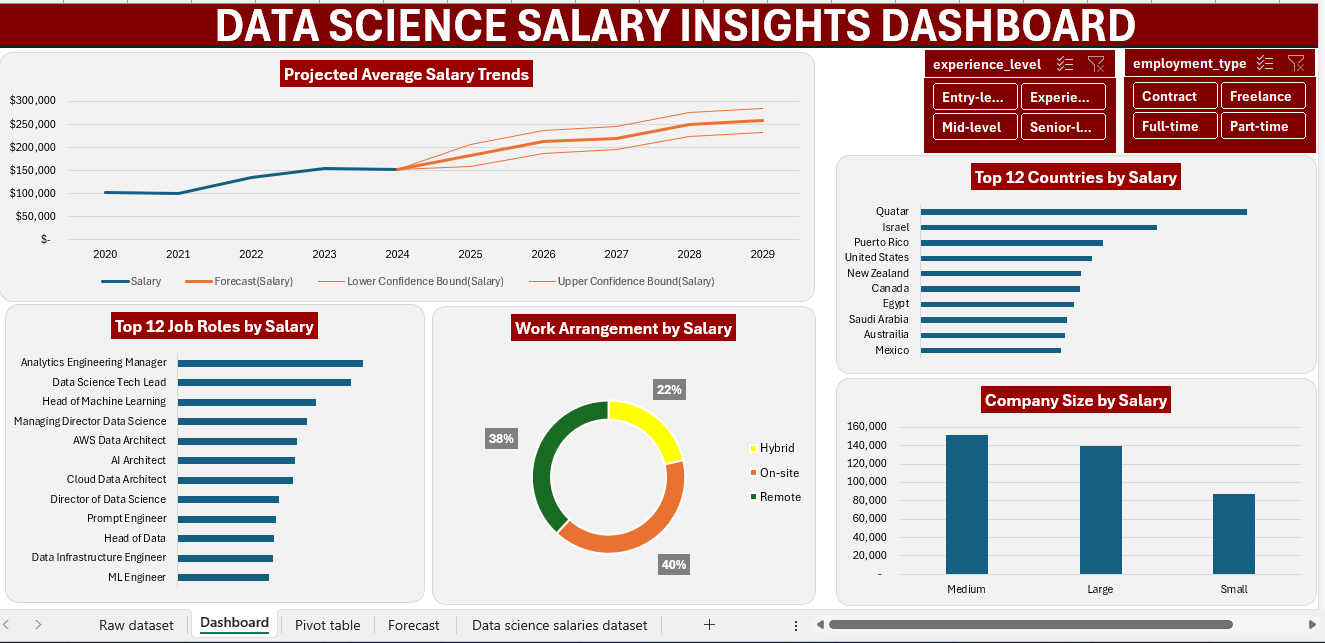 DATA SCIENCE SALARY INSIGHTS DASHBOARD
Projected Average Salary Trends
$300,000
$250,000
$200,000
$150,000
$100,000
$50,000
$-
2020 2021 2022 2023 2024 2025 2026 2027 2028 2029
Salary Forecast(Salary) Lower Confidence Bound(Salary) Upper Confidence Bound(Salary)
experience_level
Entry-le... Experie...
Mid-level Senior-l...
employment_type
Contract Freelance
Full-time Part-time
Top 12 Countries by Salary
Quatar
Israel
Puerto Rico
United States
New Zealand
Canada
Egypt
Saudi Arabia
Austrailia
Mexico
Top 12 Job Roles by Salary
Analytics Engineering Manager
Data Science Tech Lead
Head of Machine Learning
Managing Director Data Science
AWS Data Architect
AI Architect
Cloud Data Architect
Director of Data Science
Prompt Engineer
Head of Data
Data Infrastructure Engineer
ML Engineer
Work Arrangement by Salary
22%
38%
40%
Hybrid
On-site
Remote
Company Size by Salary
160,000
140,000
120,000
100,000
80,000
60,000
40,000
20,000
-
Medium Large Small
Raw dataset Dashboard Pivot table Forecast Data science salaries dataset